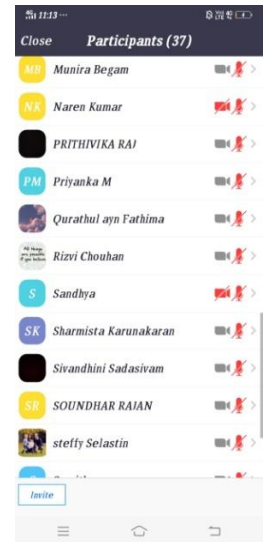 11:13
Close Participants (37)
MB Munira Begam
NK Naren Kumar
PRITHIVIKA RAJ
PM Priyanka M
Qurathul ayn Fathima
Rizvi Chouhan
S Sandhya
SK Sharmista Karunakaran
Sivandhini Sadasivam
SR SOUNDHAR RAJAN
steffy Selastin
Invite